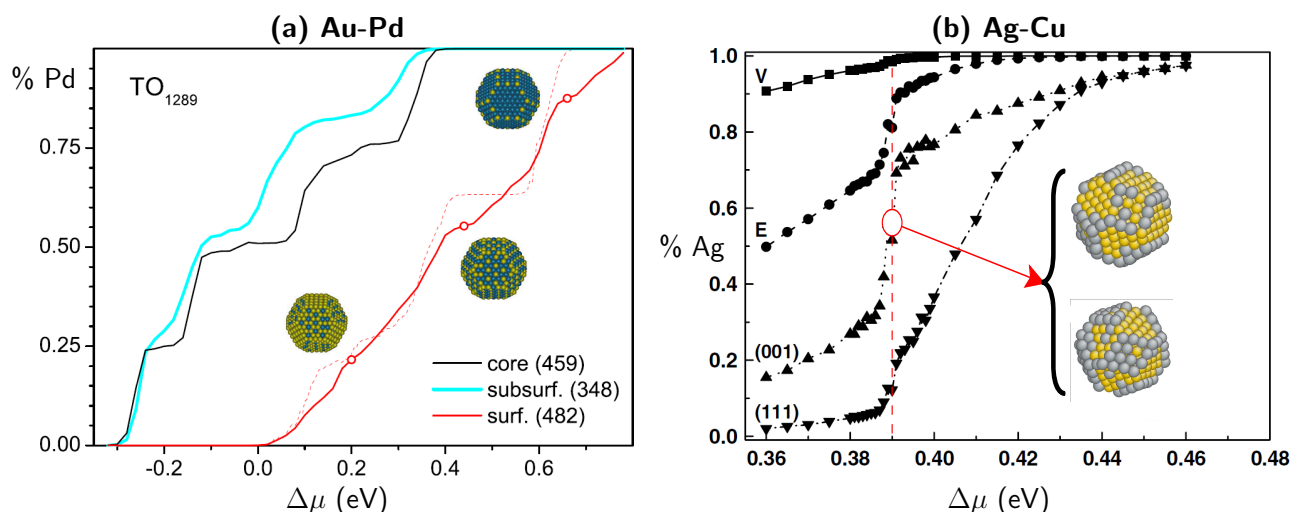 (a) Au-Pd
% Pd
TO1289
0.75
0.50
0.25
0.00
-0.2
0.0
0.2
0.4
0.6
core (459)
subsurf. (348)
surf. (482)
Δμ (eV)
(b) Ag-Cu
% Ag
1.0
0.8
0.6
0.4
0.2
0.0
V
E
(001)
(111)
0.36
0.38
0.40
0.42
0.44
0.46
0.48
Δμ (eV)